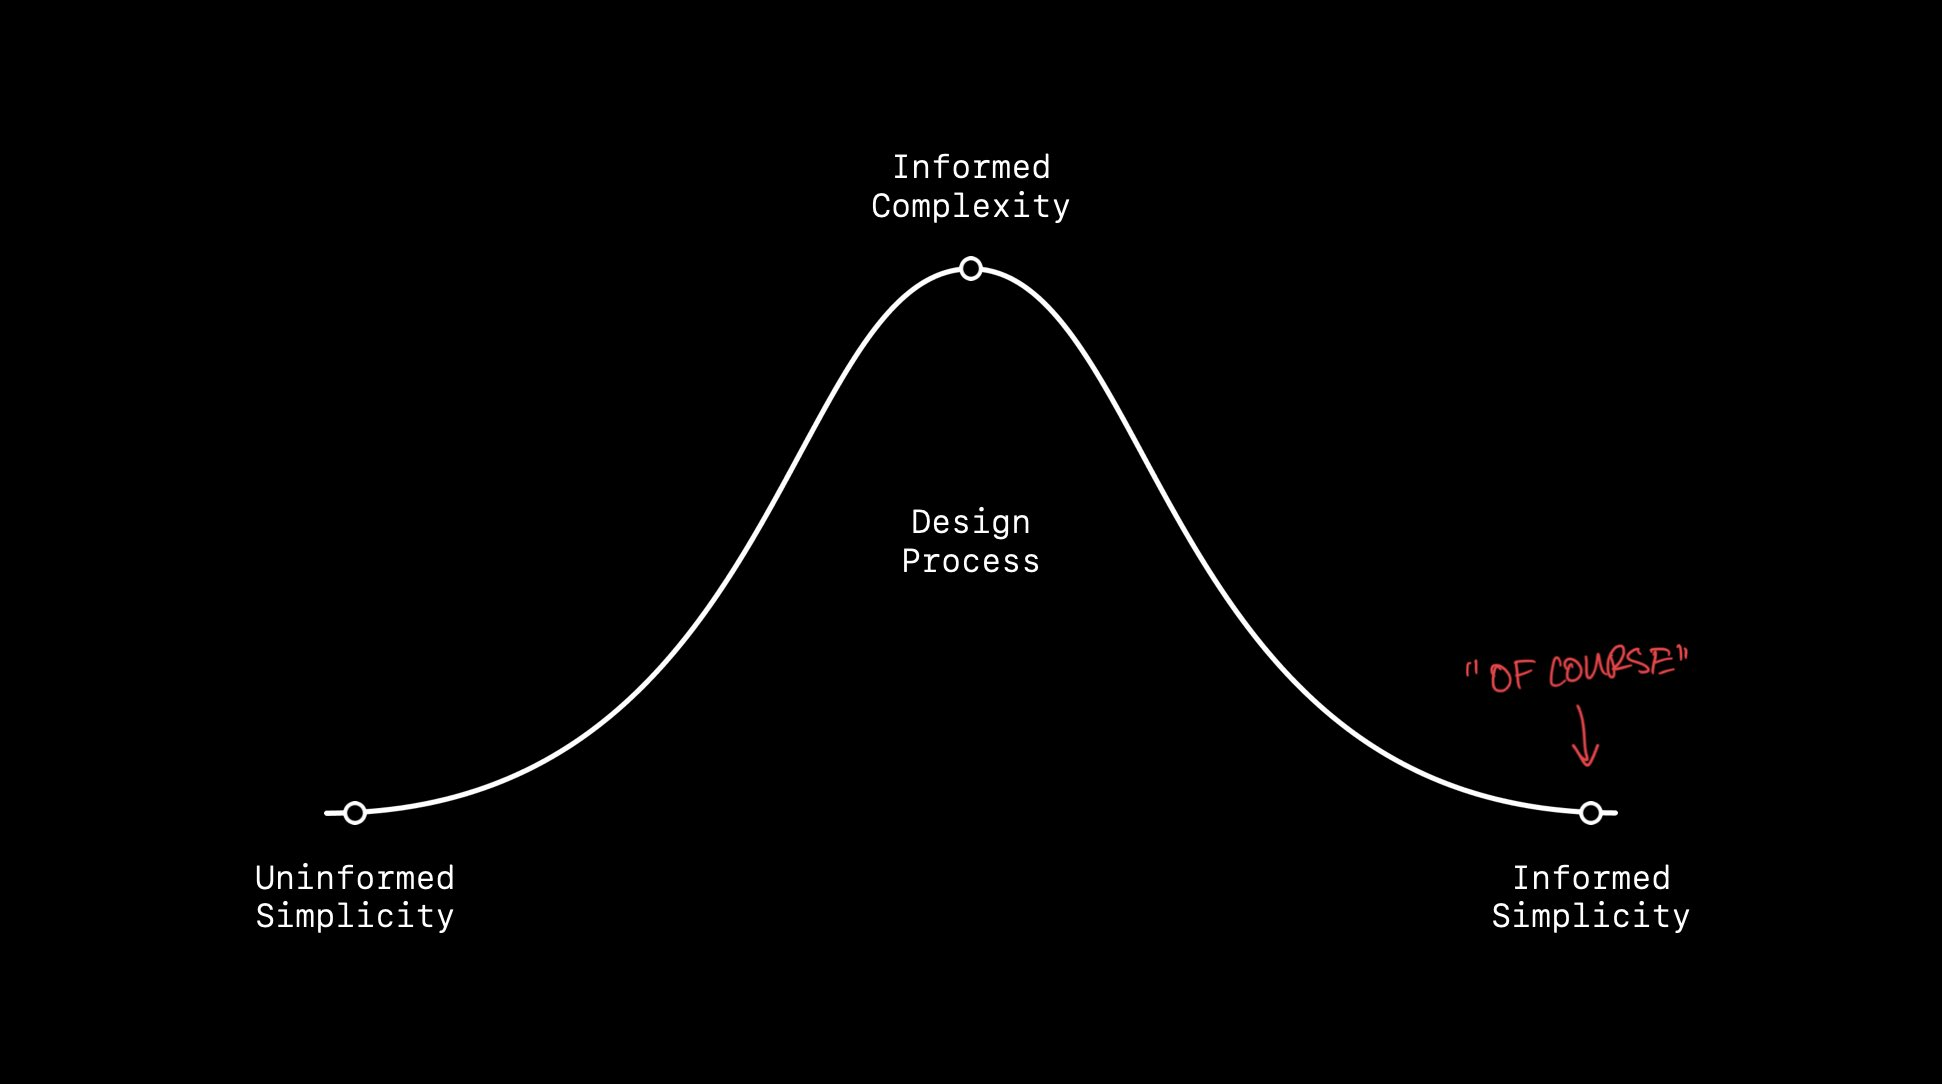 Informed
Complexity
Design
Process
"OF COURSE"
Uninformed
Simplicity
Informed
Simplicity